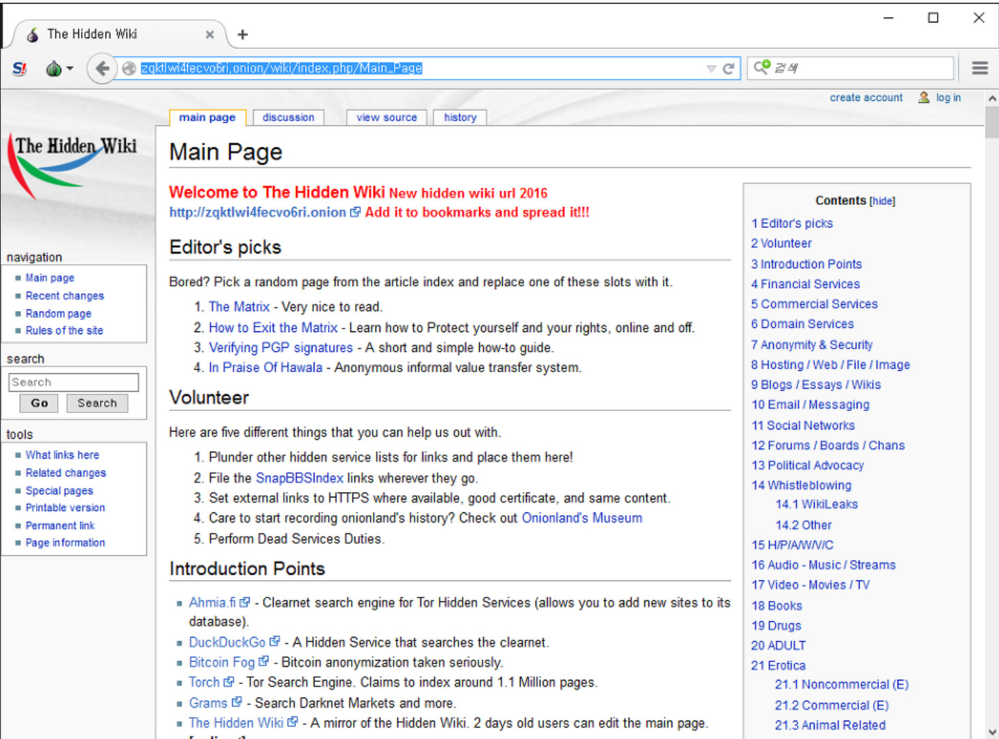 The Hidden Wiki
S!
zqktlwi4fecvo6ri.onion/wiki/index.php/Main_Page
검색
create account log in
main page discussion view source history
The Hidden Wiki
Main Page
Welcome to The Hidden Wiki New hidden wiki url 2016
http://zqktlwi4fecvo6ri.onion Add it to bookmarks and spread it!!!
Editor's picks
Bored? Pick a random page from the article index and replace one of these slots with it.
1. The Matrix - Very nice to read.
2. How to Exit the Matrix - Learn how to Protect yourself and your rights, online and off.
3. Verifying PGP signatures - A short and simple how-to guide.
4. In Praise Of Hawala - Anonymous informal value transfer system.
Volunteer
Here are five different things that you can help us out with.
1. Plunder other hidden service lists for links and place them here!
2. File the SnapBBSIndex links wherever they go.
3. Set external links to HTTPS where available, good certificate, and same content.
4. Care to start recording onionland's history? Check out Onionland's Museum
5. Perform Dead Services Duties.
Introduction Points
Ahmia.fi - Clearnet search engine for Tor Hidden Services (allows you to add new sites to its
database).
DuckDuckGo - A Hidden Service that searches the clearnet.
Bitcoin Fog - Bitcoin anonymization taken seriously.
Torch - Tor Search Engine. Claims to index around 1.1 Million pages.
Grams - Search Darknet Markets and more.
The Hidden Wiki - A mirror of the Hidden Wiki. 2 days old users can edit the main page.
navigation
Main page
Recent changes
Random page
Rules of the site
search
Search
Go Search
tools
What links here
Related changes
Special pages
Printable version
Permanent link
Page information
Contents [hide]
1 Editor's picks
2 Volunteer
3 Introduction Points
4 Financial Services
5 Commercial Services
6 Domain Services
7 Anonymity & Security
8 Hosting / Web / File / Image
9 Blogs / Essays / Wikis
10 Email / Messaging
11 Social Networks
12 Forums / Boards / Chans
13 Political Advocacy
14 Whistleblowing
14.1 WikiLeaks
14.2 Other
15 H/P/A/W/V/C
16 Audio - Music / Streams
17 Video - Movies / TV
18 Books
19 Drugs
20 ADULT
21 Erotica
21.1 Noncommercial (E)
21.2 Commercial (E)
21.3 Animal Related